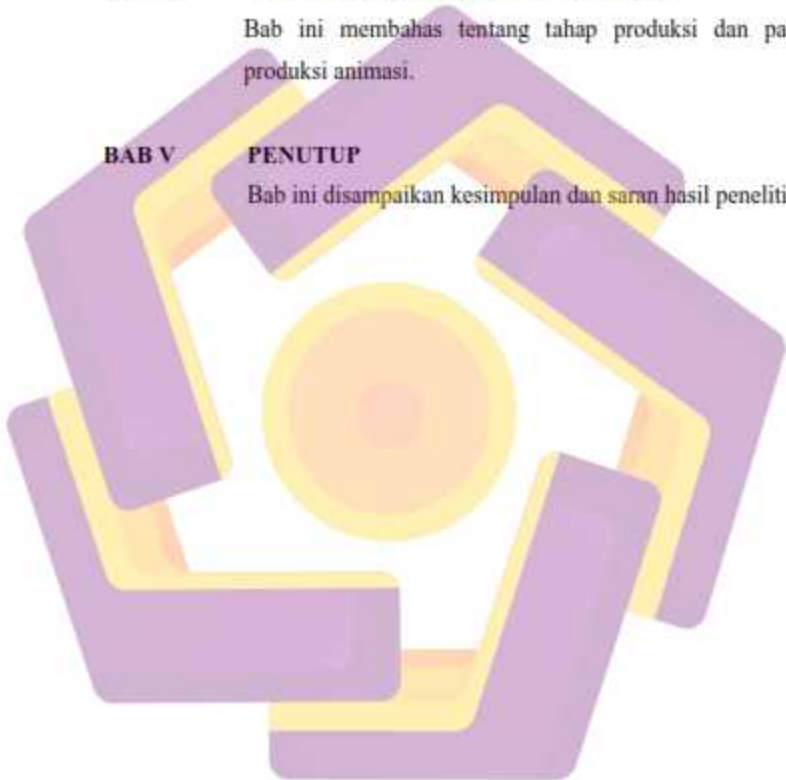 Bab ini membahas tentang tahap produksi dan pa
produksi animasi.
BAB V PENUTUP
Bab ini disampaikan kesimpulan dan saran hasil peneliti